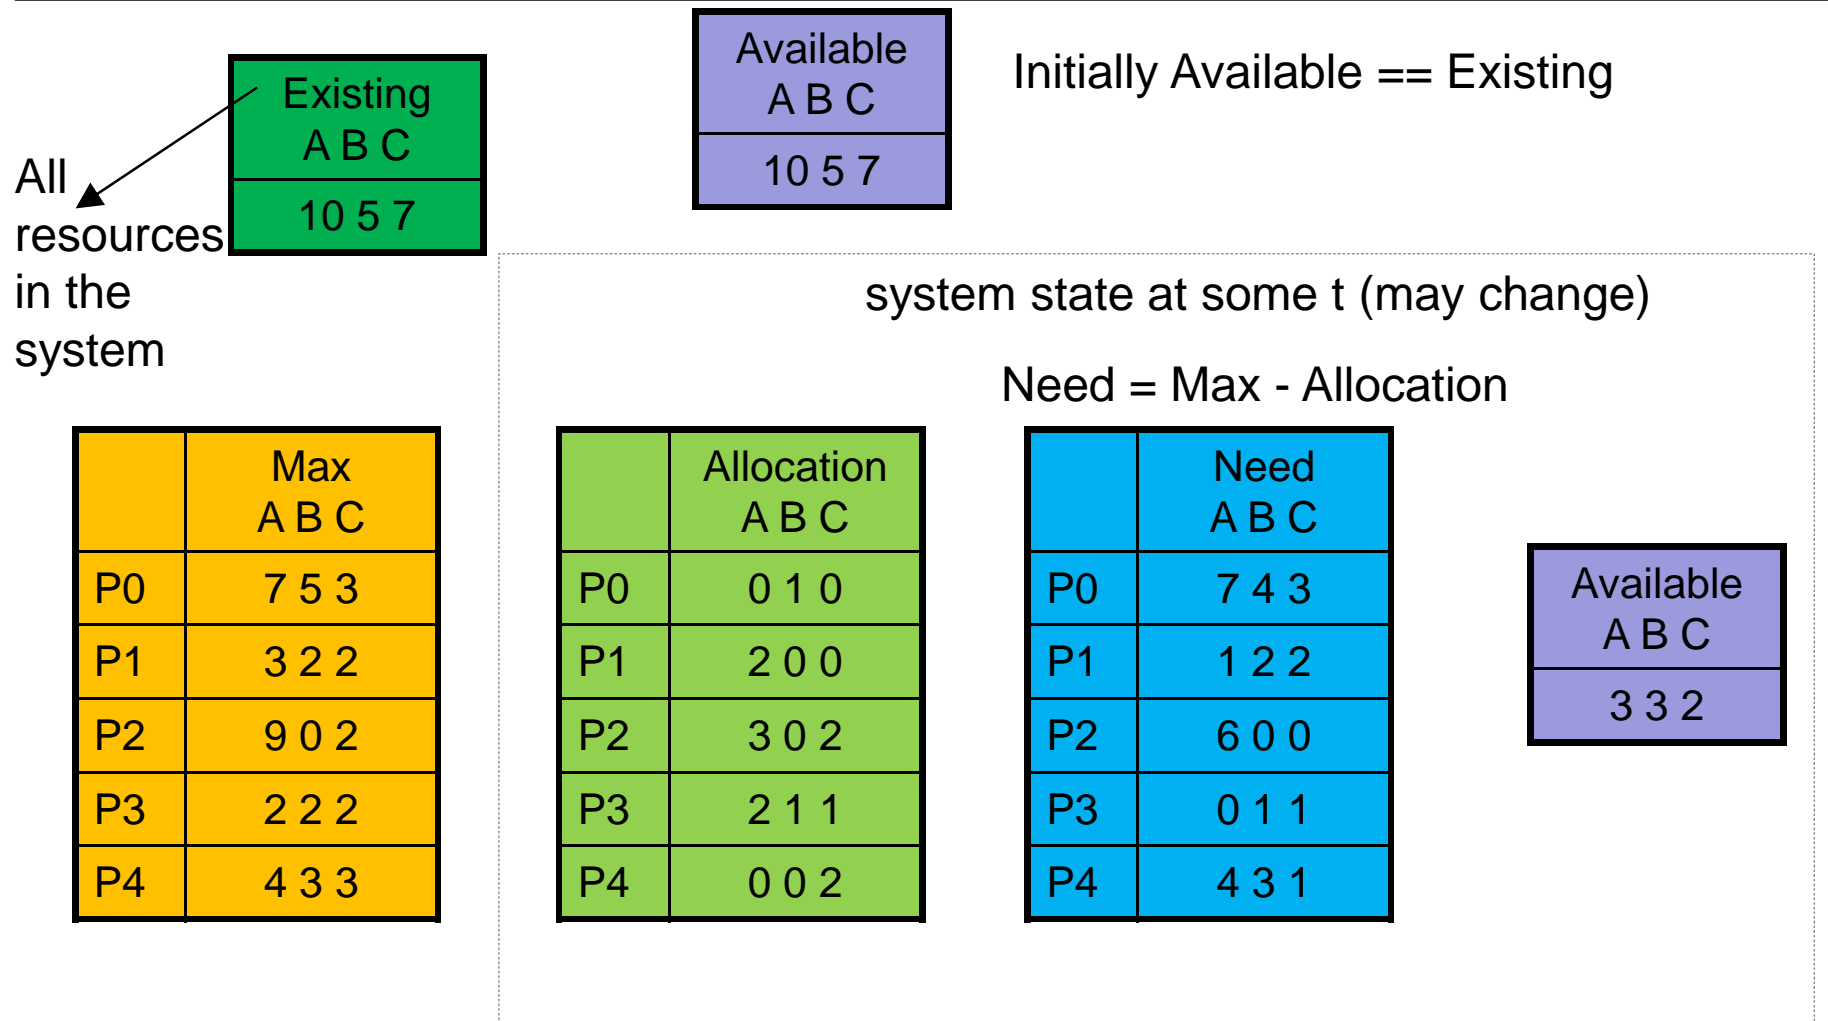 Existing
A B C
10 5 7
Available
A B C
10 5 7
Initially Available == Existing
All
resources
in the
system
system state at some t (may change)
Need = Max - Allocation
Max
A B C
P0 7 5 3
P1 3 2 2
P2 9 0 2
P3 2 2 2
P4 4 3 3
Allocation
A B C
P0 0 1 0
P1 2 0 0
P2 3 0 2
P3 2 1 1
P4 0 0 2
Need
A B C
P0 7 4 3
P1 1 2 2
P2 6 0 0
P3 0 1 1
P4 4 3 1
Available
A B C
3 3 2